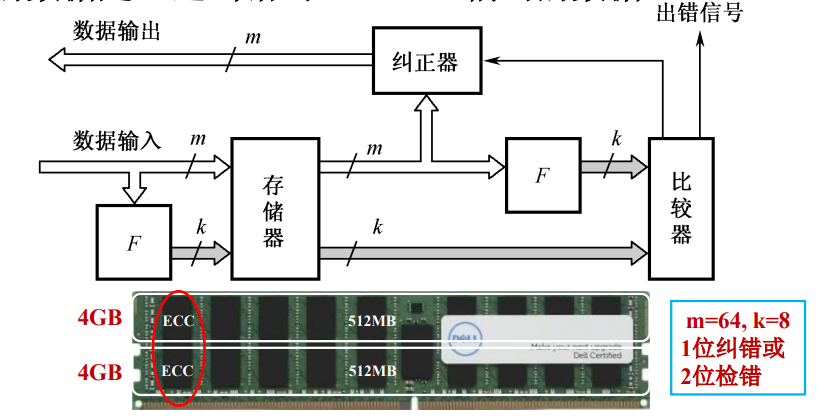 出错信号
数据输出
m
纠正器
数据输入
m
m
k
F
存储器
比较器
F
k
k
4GB
ECC
512MB
DELL
Make your next upgrade
Dell Certified
4GB
ECC
512MB
m=64, k=8
1位纠错或
2位检错